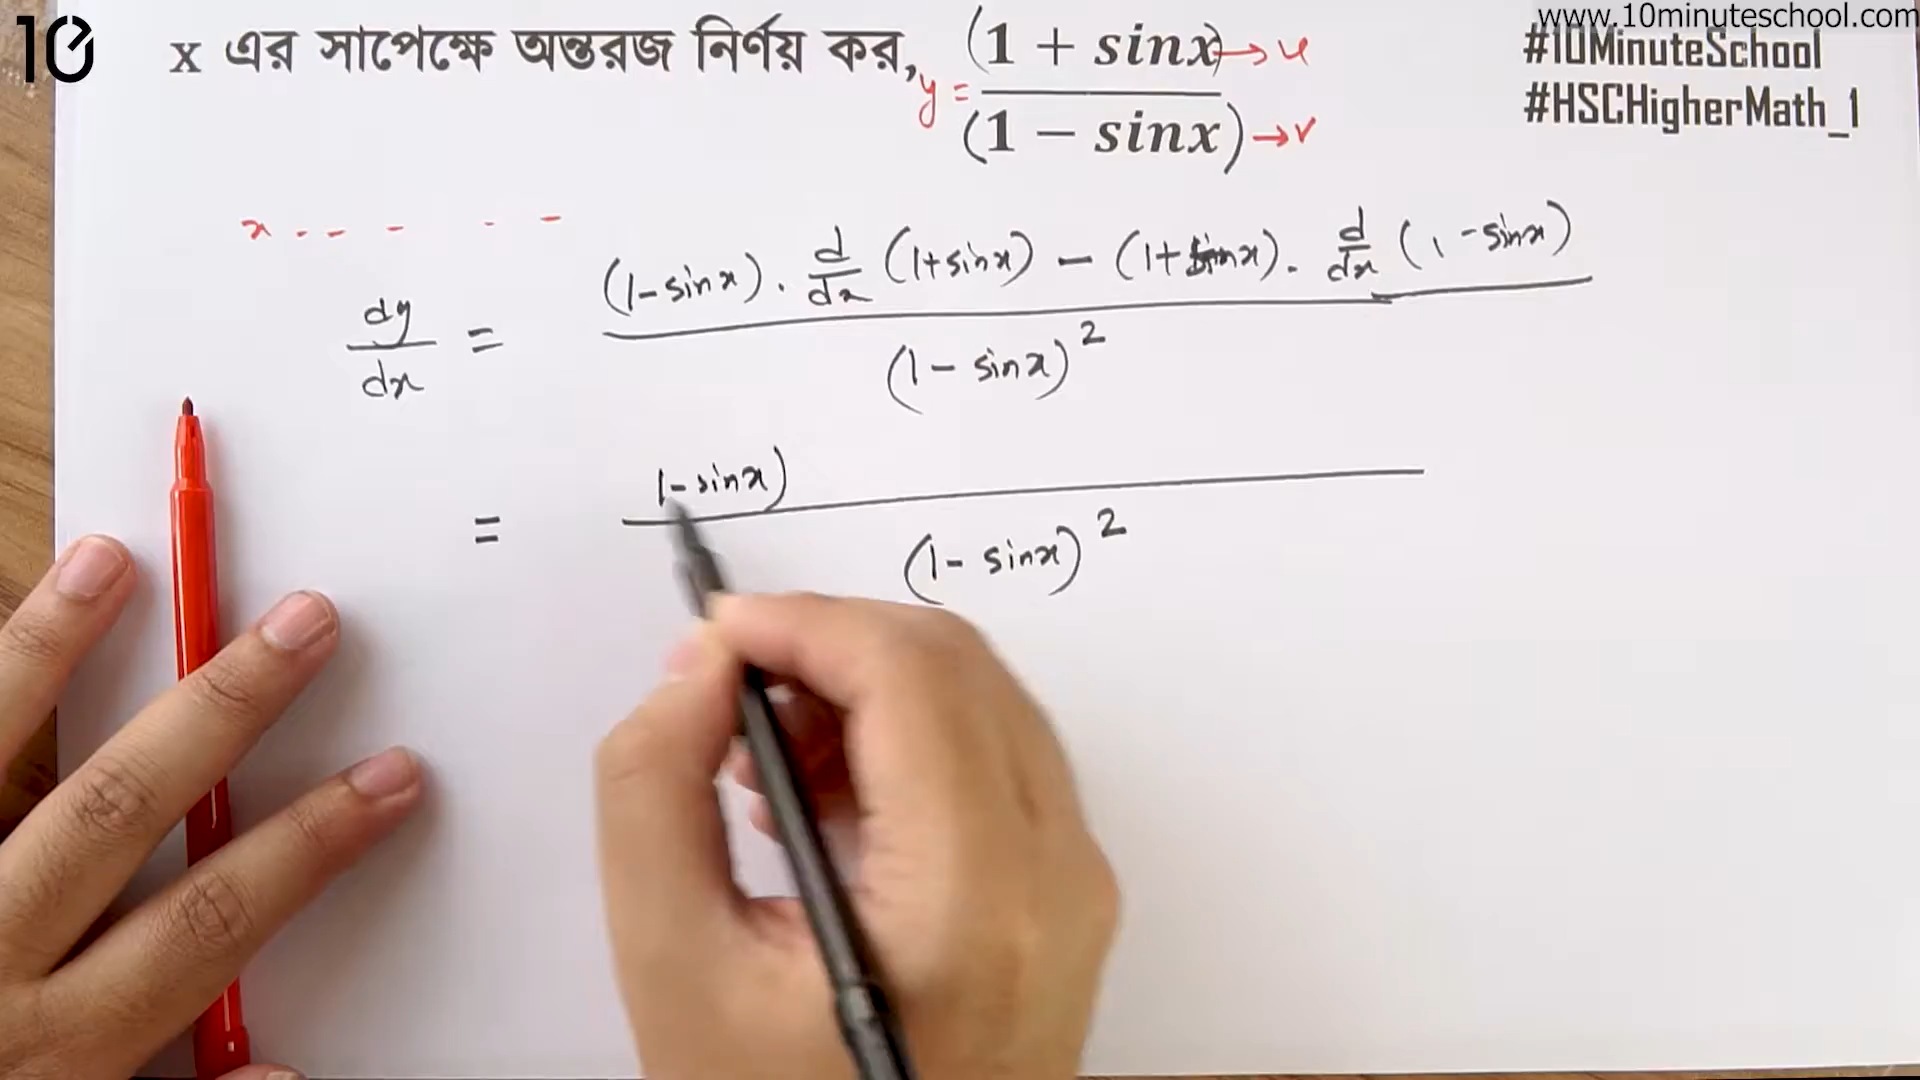 www.10minuteschool.com
10
#10MinuteSchool
#HSCHigherMath_1
x এর সাপেক্ষে অন্তরজ নির্ণয় কর, y = (1 + sinx) → u
(1 − sinx) → v
x - - - - -
dy/dx = (1-sinx). d/dx (1+sinx) - (1+sinx). d/dx (1-sinx)
(1 - sinx)²
= 1-sinx)
(1 - sinx)²